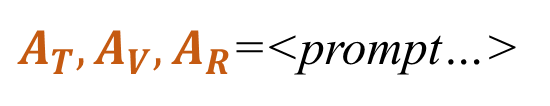 A_T, A_V, A_R=<prompt...>